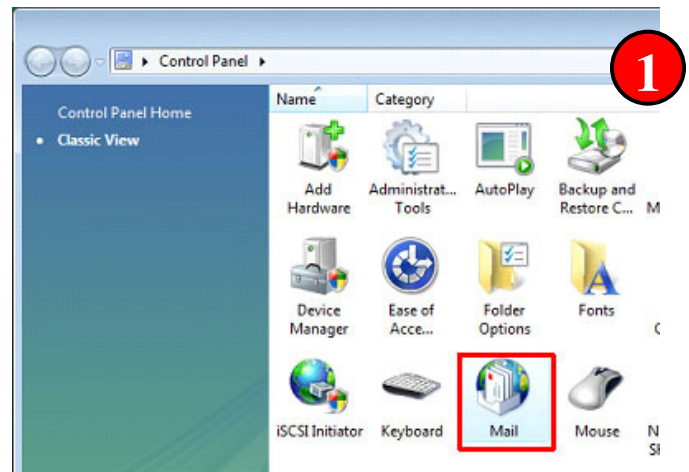 Control Panel
1
Control Panel Home
Classic View
Name Category
Add Hardware
Administrat... Tools
AutoPlay
Backup and Restore C...
M
Device Manager
Ease of Acce...
Folder Options
Fonts
iSCSI Initiator
Keyboard
Mail
Mouse
N